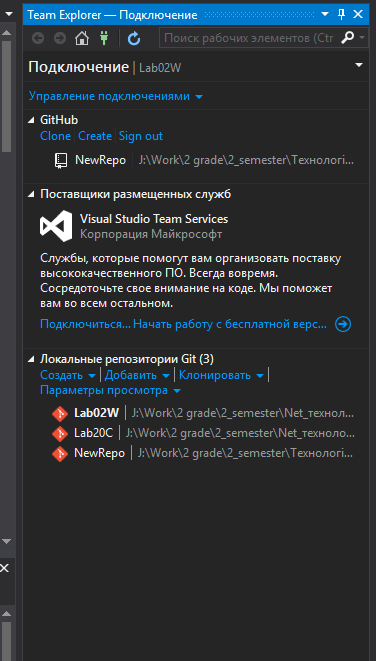 Team Explorer — Подключение
Поиск рабочих элементов (Ctr
Подключение | Lab02W
Управление подключениями
GitHub
Clone | Create | Sign out
NewRepo | J:\Work\2 grade\2_semester\Технологі...
Поставщики размещенных служб
Visual Studio Team Services
Корпорация Майкрософт
Службы, которые помогут вам организовать поставку
высококачественного ПО. Всегда вовремя.
Сосредоточьте свое внимание на коде. Мы поможет
вам во всем остальном.
Подключиться... Начать работу с бесплатной верс...
Локальные репозитории Git (3)
Создать | Добавить | Клонировать |
Параметры просмотра
Lab02W | J:\Work\2 grade\2_semester\Net_технол...
Lab20C | J:\Work\2 grade\2_semester\Net_техноло...
NewRepo | J:\Work\2 grade\2_semester\Технологі...